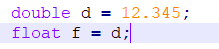 double d = 12.345;
float f = d;